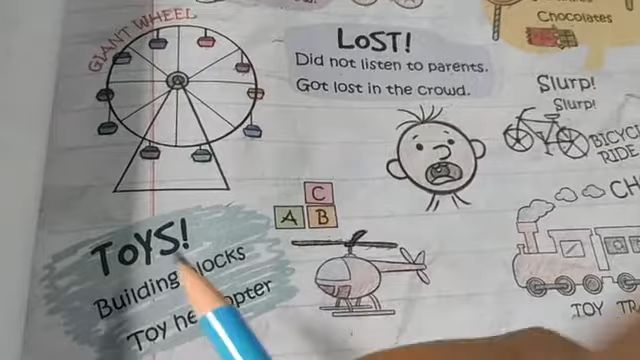 Chocolates
GIANT WHEEL
LOST!
Did not listen to parents.
Got lost in the crowd.
Slurp!
Slurp!
RIDE
C
A B
TOYS!
Building
Toy
TOY